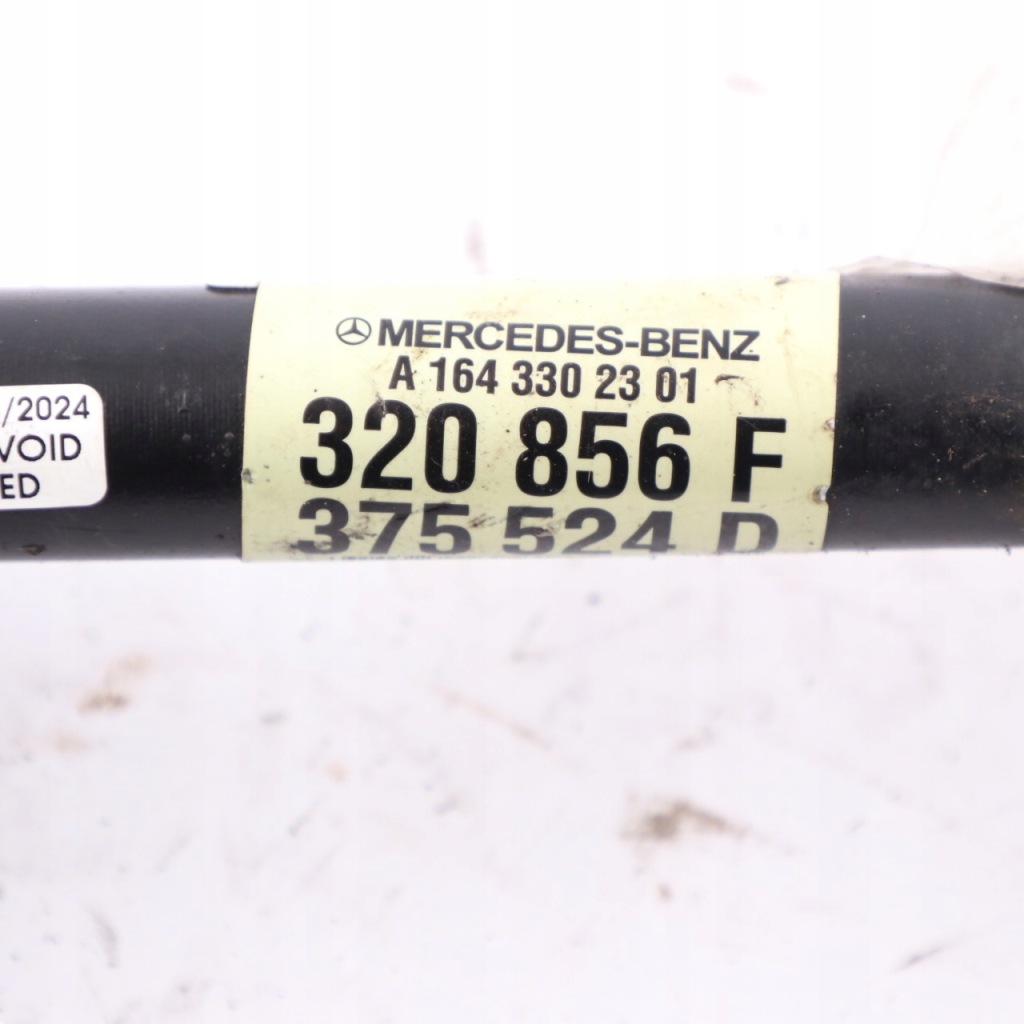 MERCEDES-BENZ
A 164 330 23 01
320 856 F
375 524 D
/2024
VOID
ED